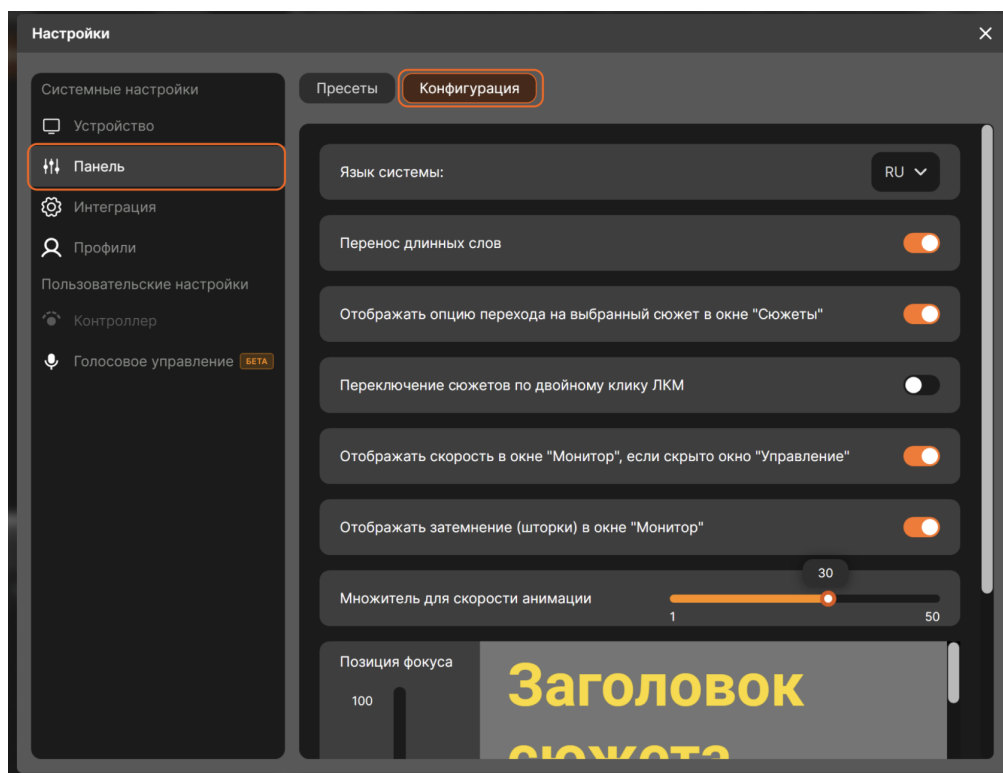 Настройки
Системные настройки
Устройство
Панель
Интеграция
Профили
Пользовательские настройки
Контроллер
Голосовое управление БЕТА
Пресеты Конфигурация
Язык системы: RU
Перенос длинных слов
Отображать опцию перехода на выбранный сюжет в окне "Сюжеты"
Переключение сюжетов по двойному клику ЛКМ
Отображать скорость в окне "Монитор", если скрыто окно "Управление"
Отображать затемнение (шторки) в окне "Монитор"
30
Множитель для скорости анимации
1 50
Позиция фокуса
100
Заголовок
сюжета